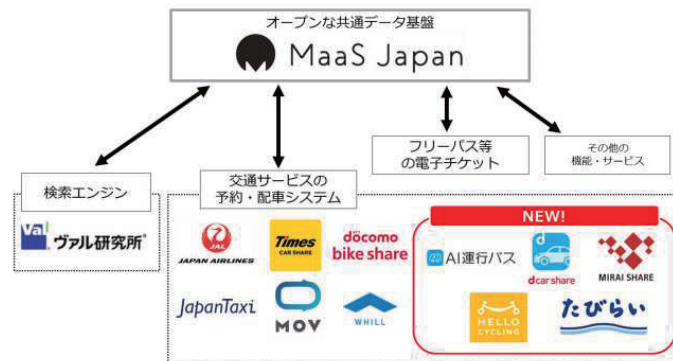 オープンな共通データ基盤
MaaS Japan
フリーパス等
の電子チケット
その他の
機能・サービス
検索エンジン
交通サービスの
予約・配車システム
Val
ヴァル研究所
JAL
JAPAN AIRLINES
Times
CAR SHARE
döcomo
bike share
JapanTaxi
MOV
WHILL
NEW!
AI運行バス
d
dcarshare
MIRAI SHARE
HELLO
CYCLING
たびらい